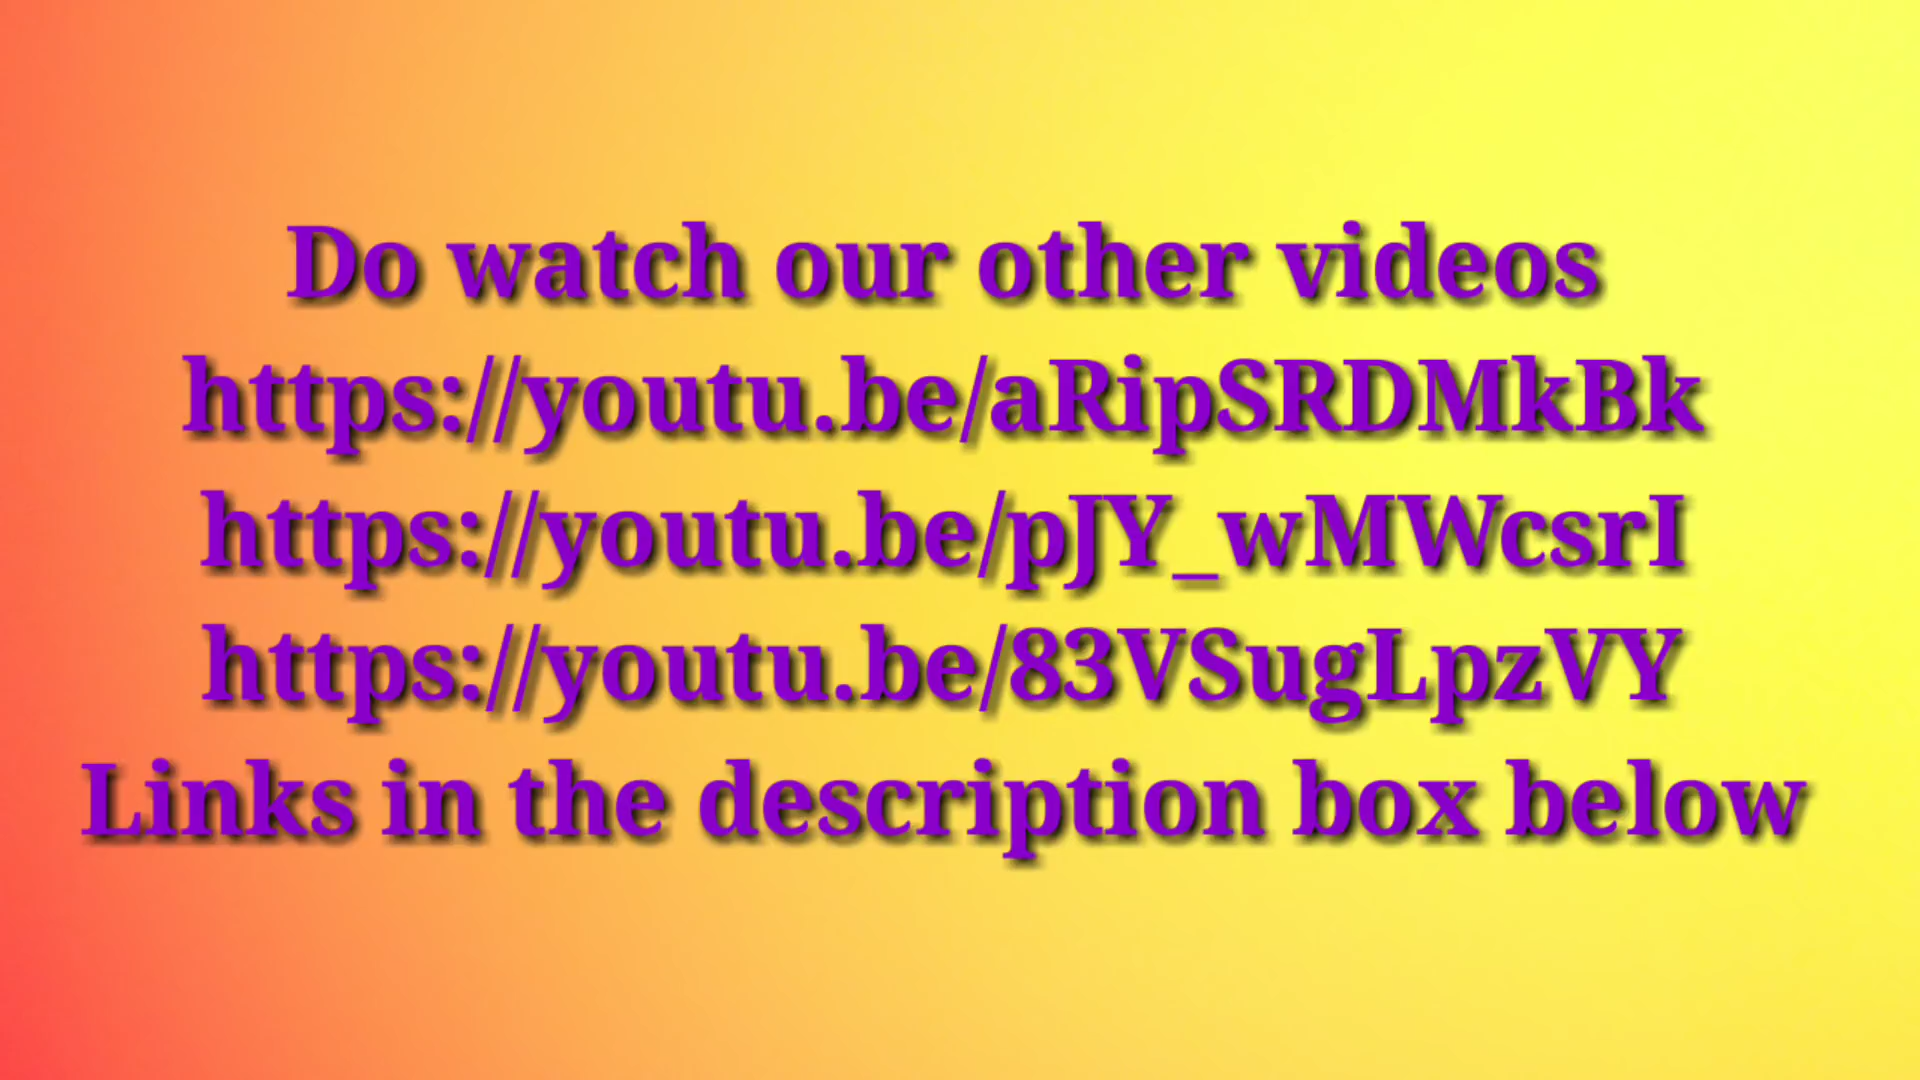 Do watch our other videos
https://youtu.be/aRipSRDMkBk
https://youtu.be/pJY_wMWcsrI
https://youtu.be/83VSugLpzVY
Links in the description box below